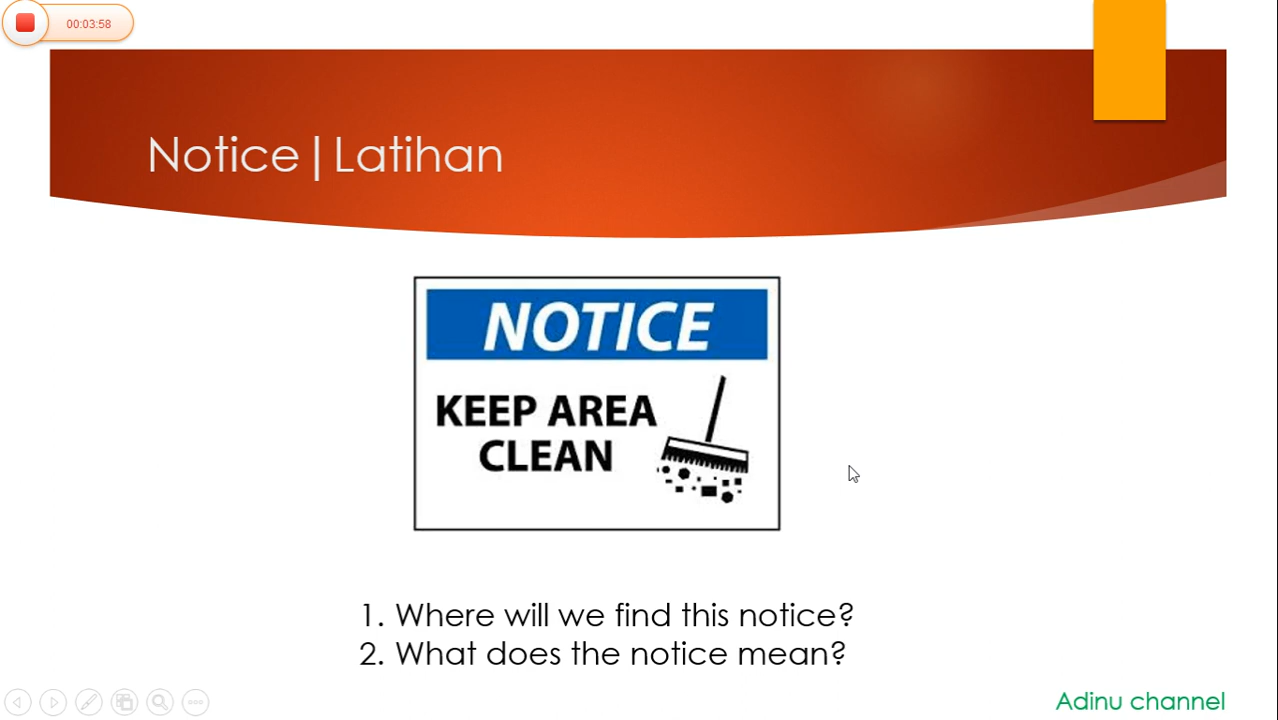 00:03:58
Notice|Latihan
NOTICE
KEEP AREA
CLEAN
1. Where will we find this notice?
2. What does the notice mean?
Adinu channel